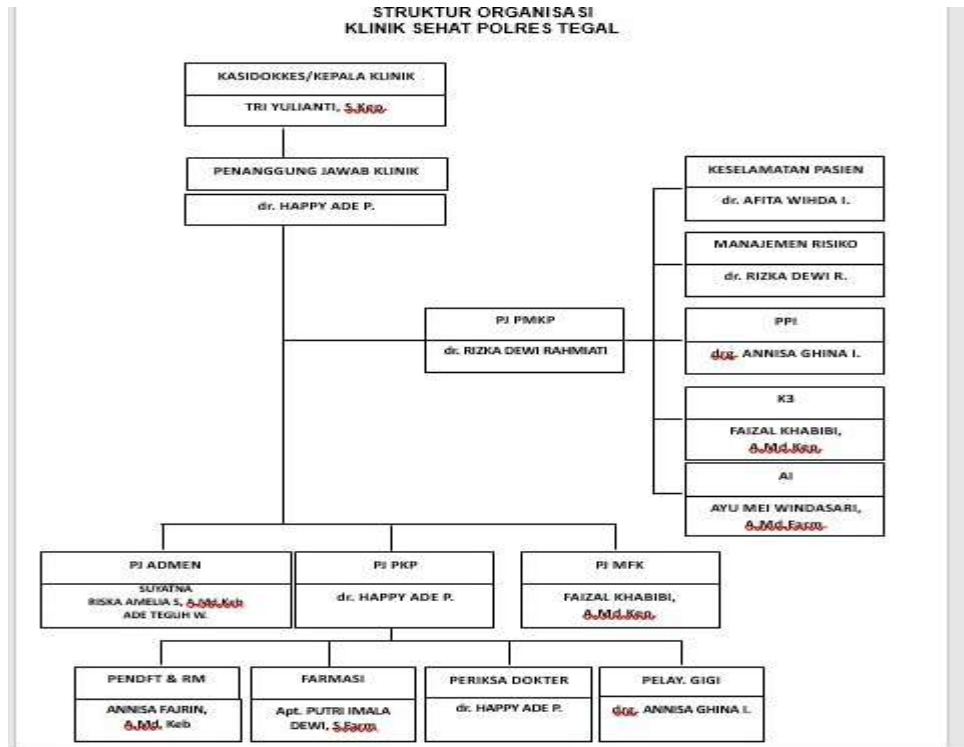 STRUKTUR ORGANISASI
KLINIK SEHAT POLRES TEGAL
KASIDOKKES/KEPALA KLINIK
TRI YULIANTI, S.Kep.
PENANGGUNG JAWAB KLINIK
dr. HAPPY ADE P.
KESELAMATAN PASIEN
dr. AFITA WIHDA I.
MANAJEMEN RISIKO
dr. RIZKA DEWI R.
PJ PMKP
dr. RIZKA DEWI RAHMIATI
PPI
drg. ANNISA GHINA I.
K3
FAIZAL KHABIBI,
A.Md.Kep.
AI
AYU MEI WINDASARI,
A.Md.Farm
PJ ADMEN
SUYATNA
RISKA AMELIA S, A.Md.Keb
ADE TEGUH W.
PJ PKP
dr. HAPPY ADE P.
PJ MFK
FAIZAL KHABIBI,
A.Md.Kep.
PENDFT & RM
ANNISA FAJRIN,
A.Md. Keb
FARMASI
Apt. PUTRI IMALA
DEWI, S.Farm
PERIKSA DOKTER
dr. HAPPY ADE P.
PELAY. GIGI
drg. ANNISA GHINA I.